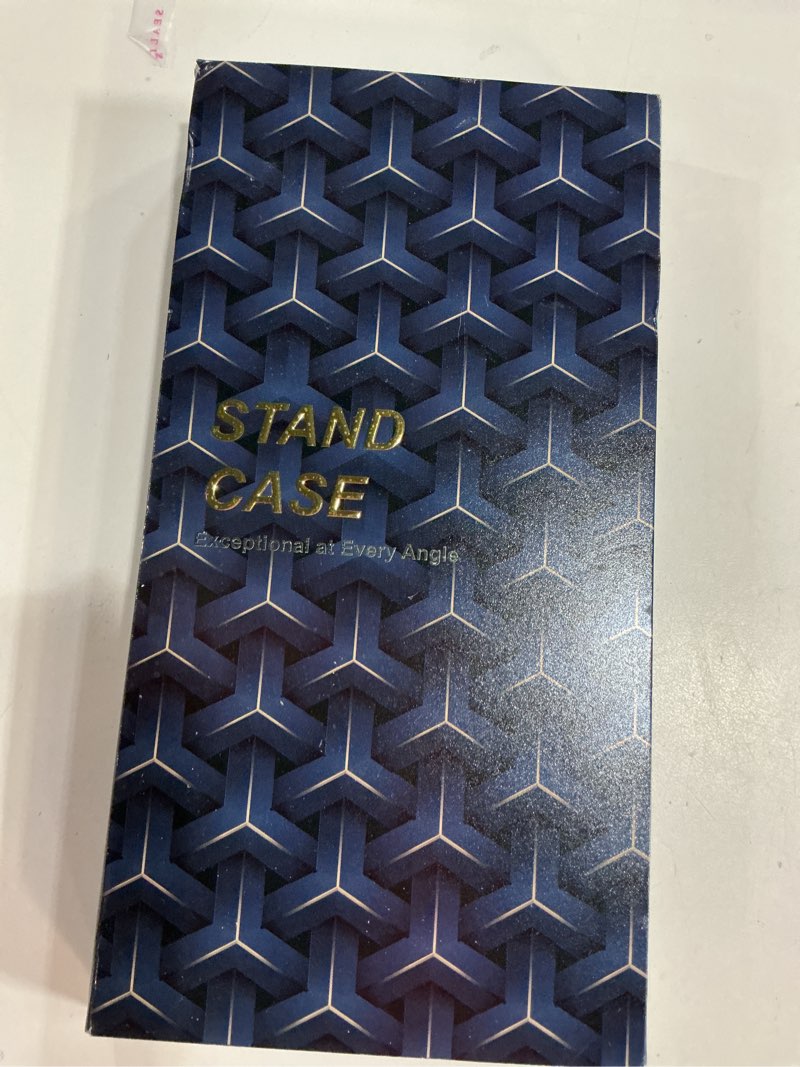 STAND
CASE
Exceptional at Every Angle